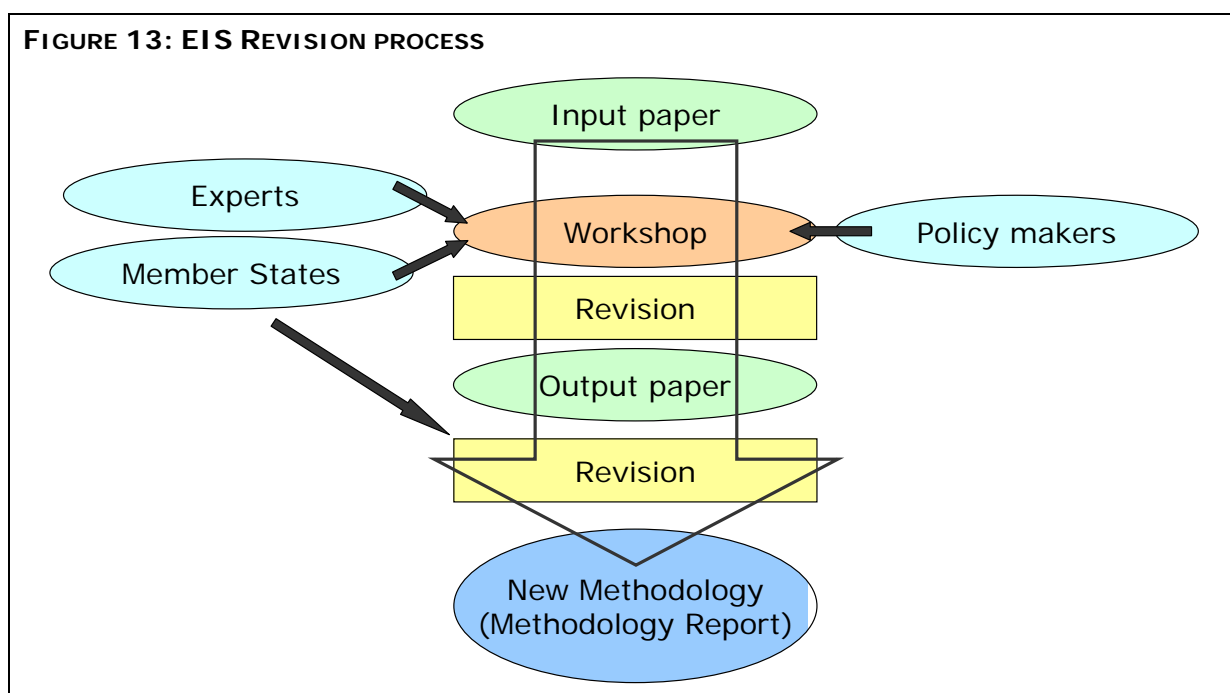 FIGURE 13: EIS REVISION PROCESS
Input paper
Experts
Workshop
Policy makers
Member States
Revision
Output paper
Revision
New Methodology
(Methodology Report)